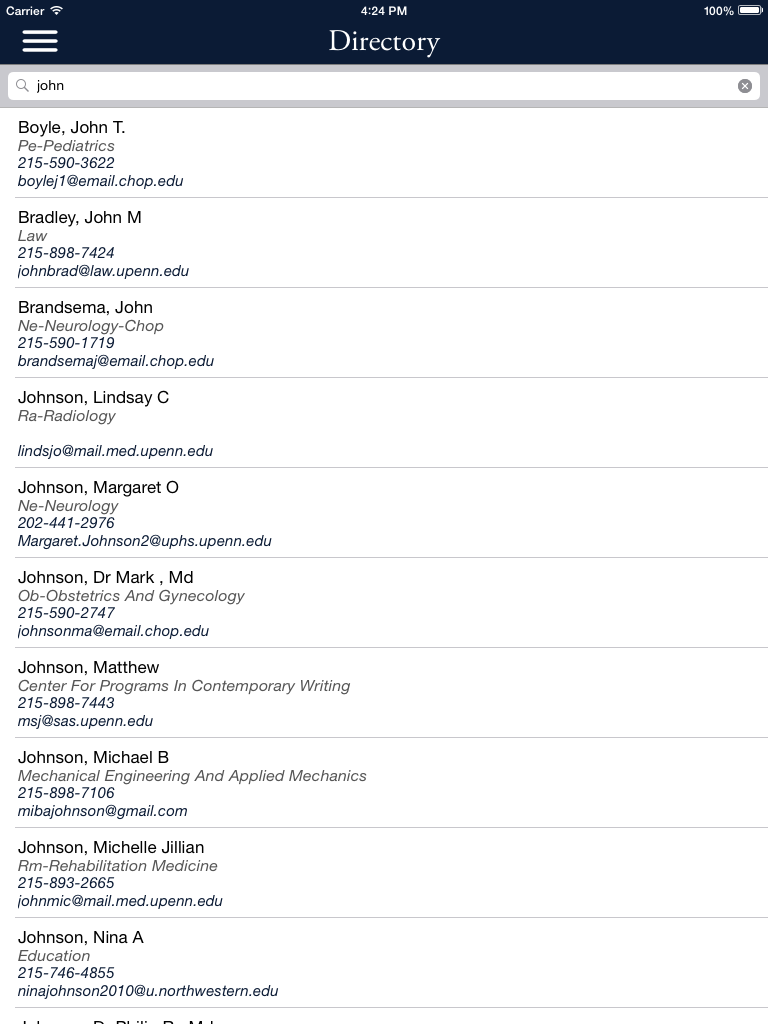 Carrier 4:24 PM 100%
Directory
john
Boyle, John T.
Pe-Pediatrics
215-590-3622
boylej1@email.chop.edu
Bradley, John M
Law
215-898-7424
johnbrad@law.upenn.edu
Brandsema, John
Ne-Neurology-Chop
215-590-1719
brandsemaj@email.chop.edu
Johnson, Lindsay C
Ra-Radiology
lindsjo@mail.med.upenn.edu
Johnson, Margaret O
Ne-Neurology
202-441-2976
Margaret.Johnson2@uphs.upenn.edu
Johnson, Dr Mark , Md
Ob-Obstetrics And Gynecology
215-590-2747
johnsonma@email.chop.edu
Johnson, Matthew
Center For Programs In Contemporary Writing
215-898-7443
msj@sas.upenn.edu
Johnson, Michael B
Mechanical Engineering And Applied Mechanics
215-898-7106
mibajohnson@gmail.com
Johnson, Michelle Jillian
Rm-Rehabilitation Medicine
215-893-2665
johnmic@mail.med.upenn.edu
Johnson, Nina A
Education
215-746-4855
ninajohnson2010@u.northwestern.edu